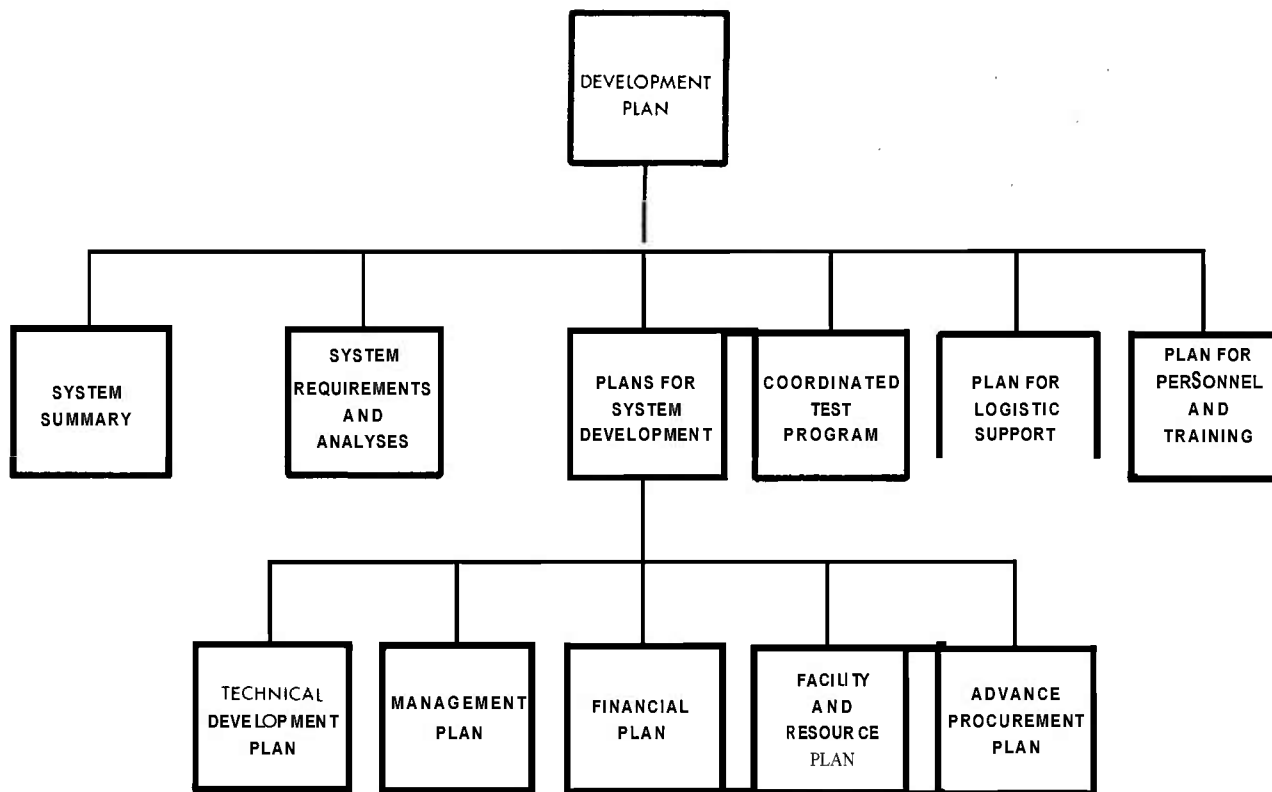 DEVELOPMENT
PLAN
SYSTEM
SUMMARY
SYSTEM
REQUIREMENTS
AND
ANALYSES
PLANS FOR
SYSTEM
DEVELOPMENT
COORDINATED
TEST
PROGRAM
PLAN FOR
LOGISTIC
SUPPORT
PLAN FOR
PERSONNEL
AND
TRAINING
TECHNICAL
DEVELOPMENT
PLAN
MANAGEMENT
PLAN
FINANCIAL
PLAN
FACILITY
AND
RESOURCE
PLAN
ADVANCE
PROCUREMENT
PLAN